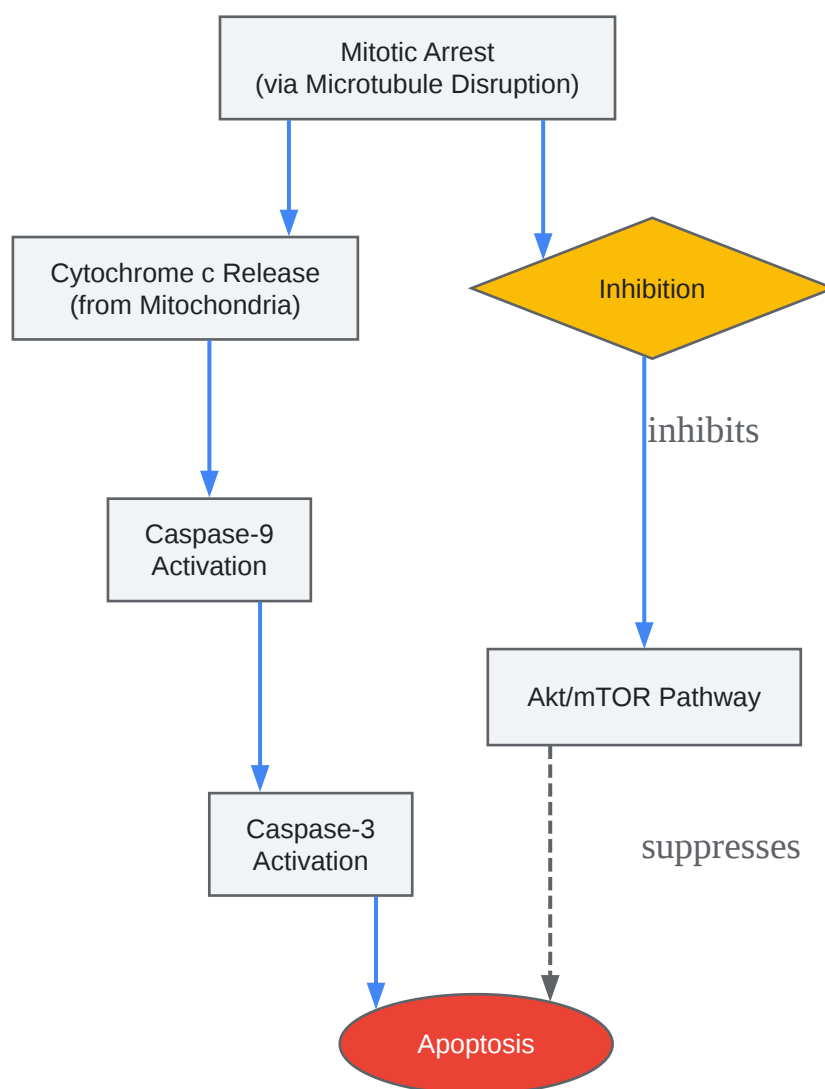 Mitotic Arrest
(via Microtubule Disruption)
Cytochrome c Release
(from Mitochondria)
Inhibition
inhibits
Caspase-9
Activation
Akt/mTOR Pathway
Caspase-3
Activation
suppresses
Apoptosis